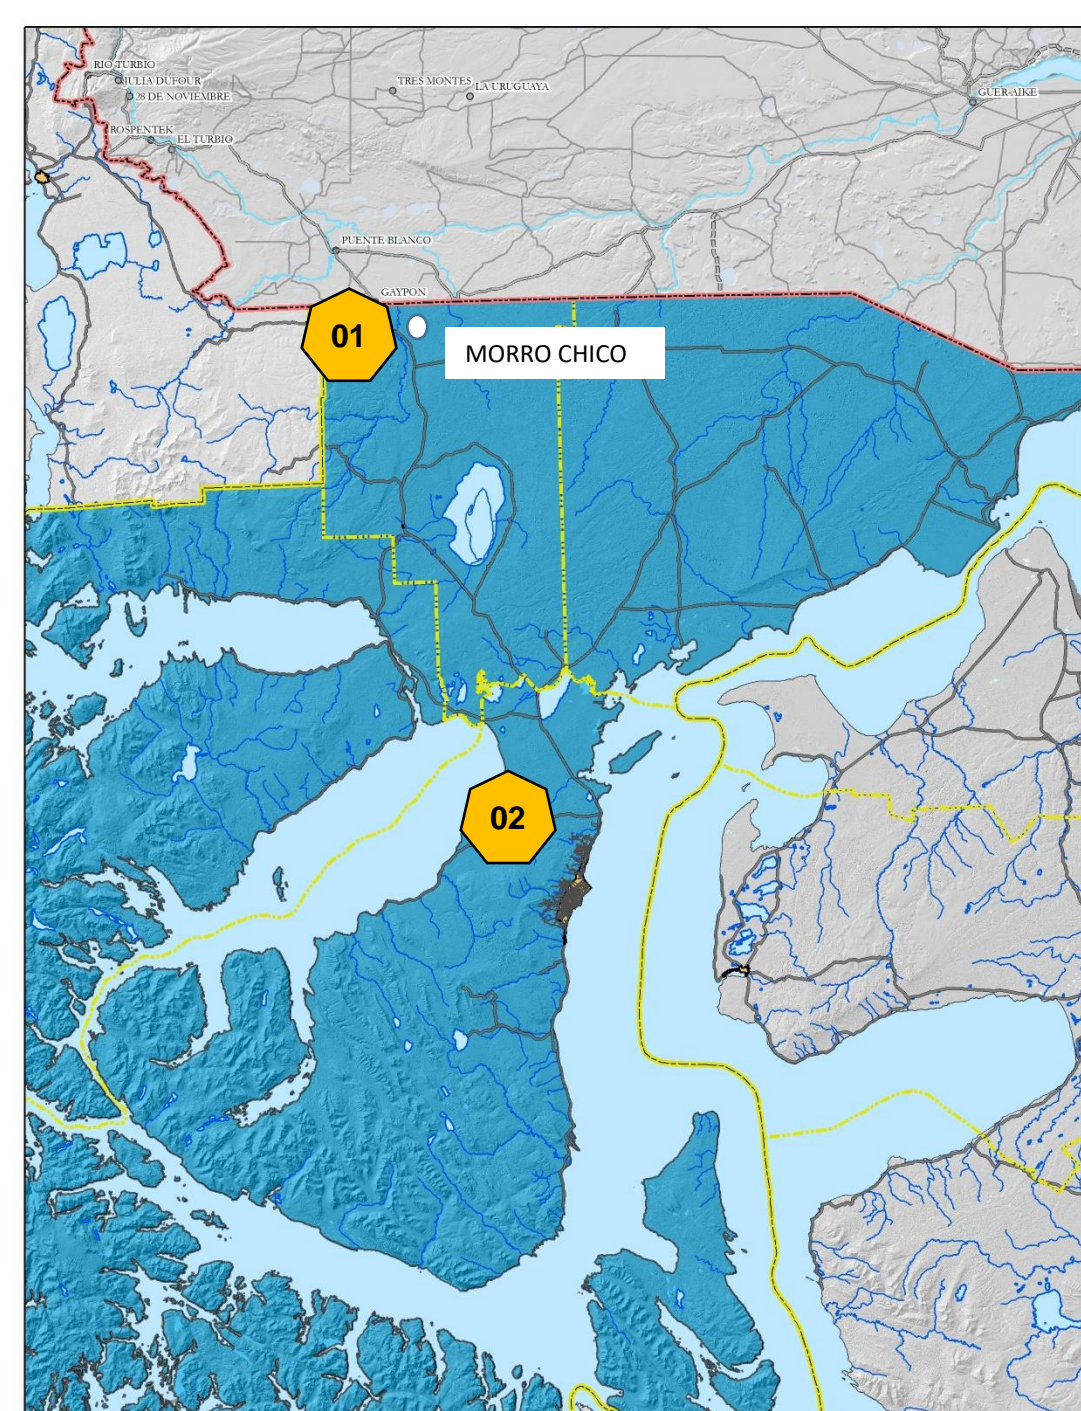 RIO TURBIO
JULIA DUFOUR
28 DE NOVIEMBRE
TRES MONTES
LA URUGUAYA
GUER AIKE
ROSPENTEK
EL TURBIO
PUENTE BLANCO
GAYPON
01
MORRO CHICO
02